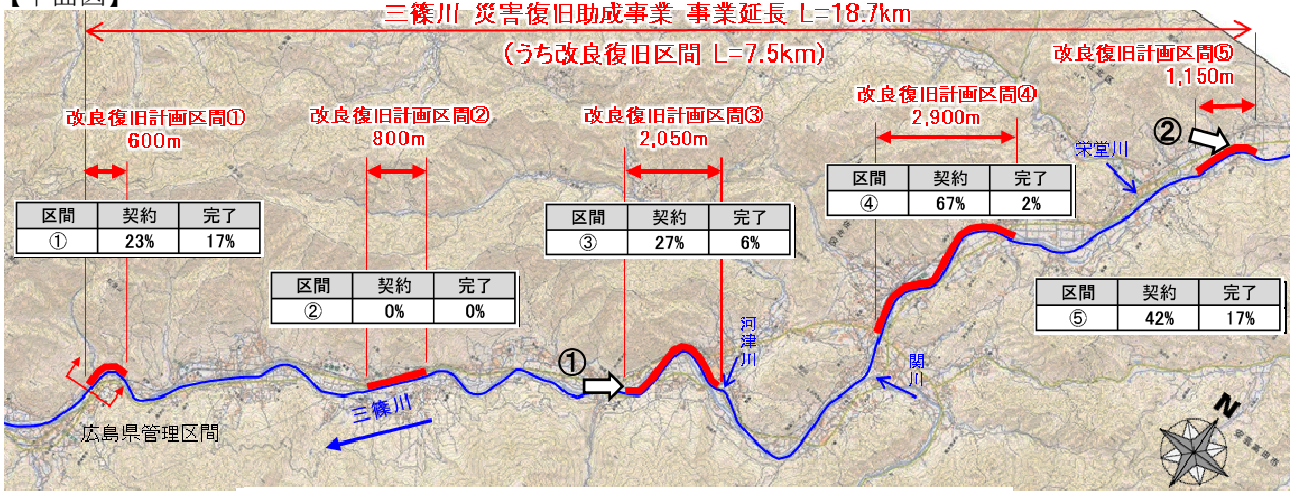 【平面図】
三篠川 災害復旧助成事業 事業延長 L=18.7km
(うち改良復旧区間 L=7.5km)
改良復旧計画区間①
600m
改良復旧計画区間②
800m
改良復旧計画区間③
2,050m
改良復旧計画区間④
2,900m
改良復旧計画区間⑤
1,150m
区間 契約 完了
① 23% 17%
区間 契約 完了
② 0% 0%
区間 契約 完了
③ 27% 6%
区間 契約 完了
④ 67% 2%
区間 契約 完了
⑤ 42% 17%
①
②
栄堂川
河津川
関川
三篠川
広島県管理区間
N